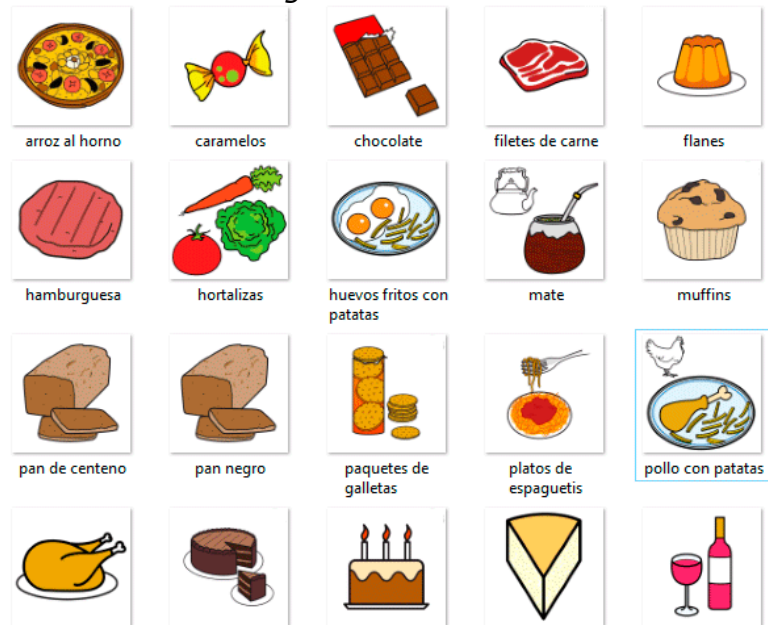 arroz al horno
caramelos
chocolate
filetes de carne
flanes
hamburguesa
hortalizas
huevos fritos con
patatas
mate
muffins
pan de centeno
pan negro
paquetes de
galletas
platos de
espaguetis
pollo con patatas